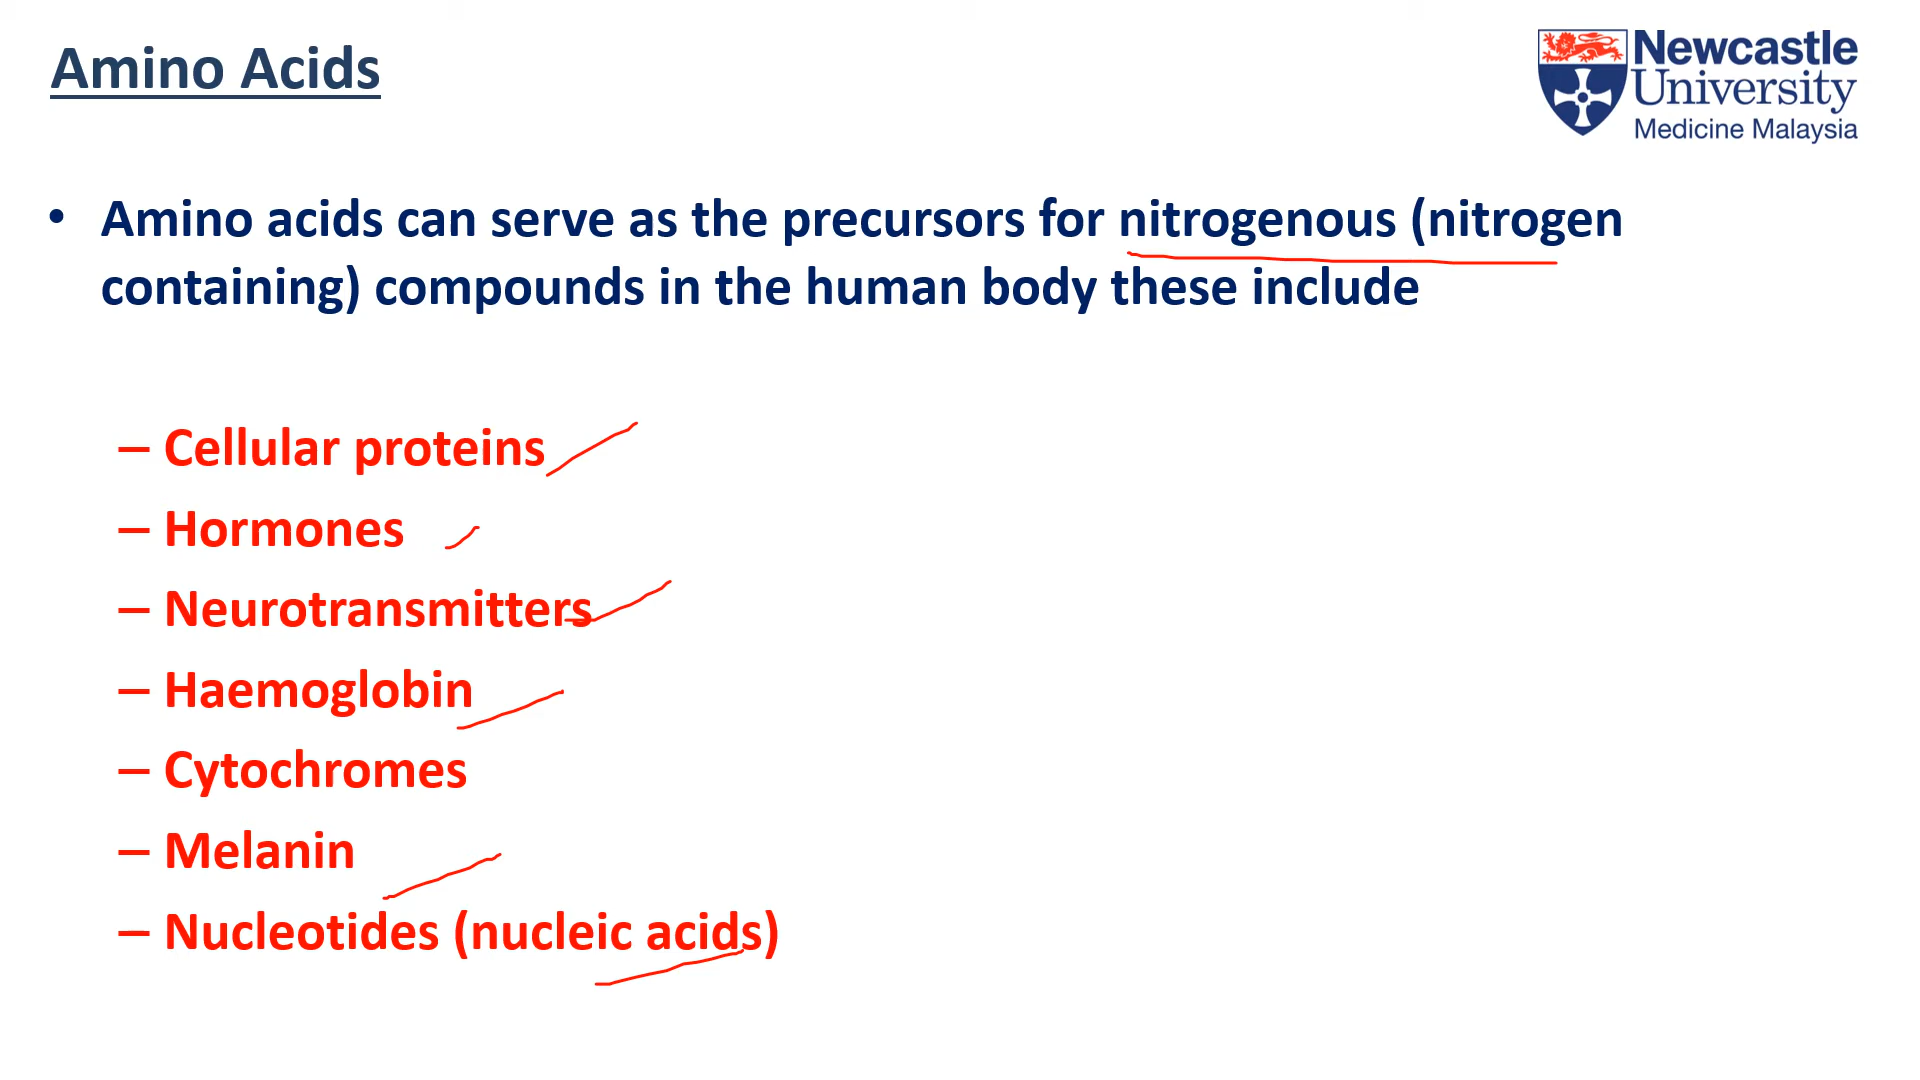 Amino Acids
Newcastle
University
Medicine Malaysia
• Amino acids can serve as the precursors for nitrogenous (nitrogen
containing) compounds in the human body these include
– Cellular proteins
– Hormones
– Neurotransmitters
– Haemoglobin
– Cytochromes
– Melanin
– Nucleotides (nucleic acids)